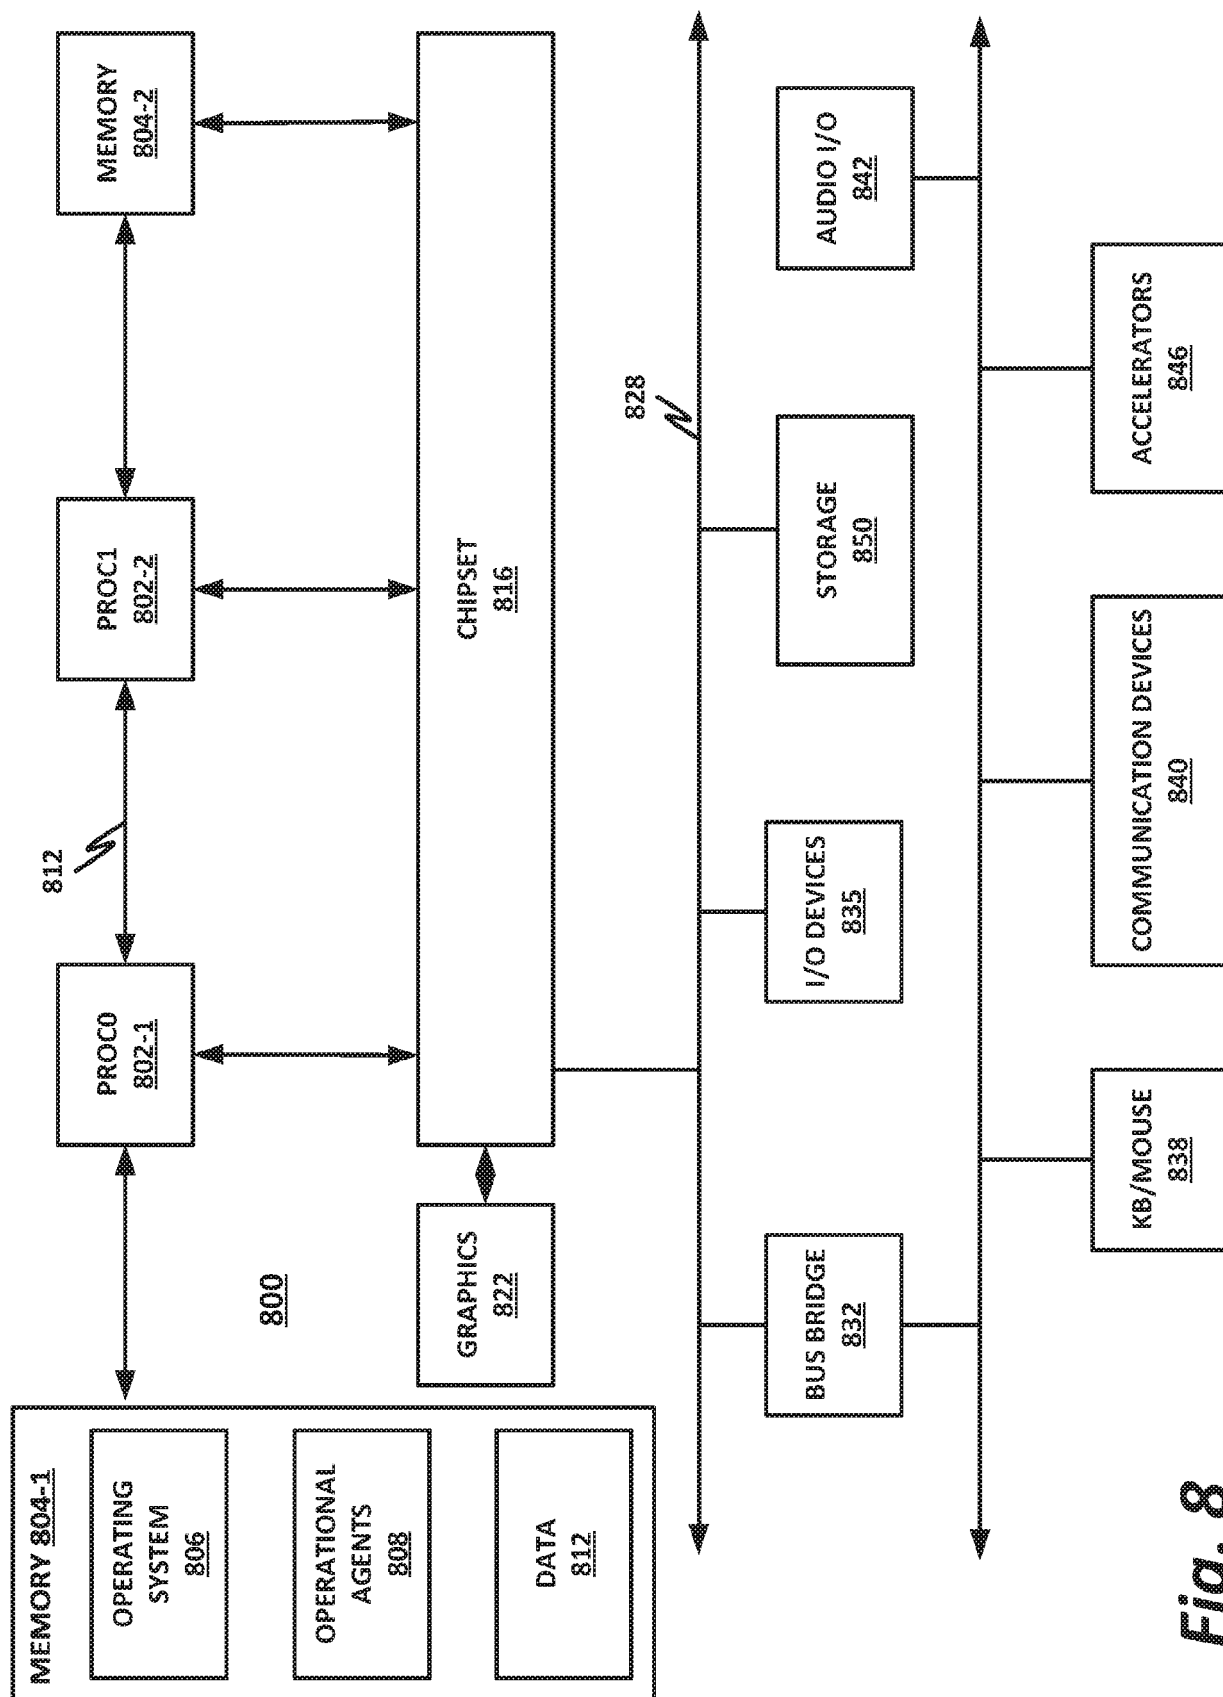 MEMORY 804-1
OPERATING
SYSTEM
806
OPERATIONAL
AGENTS
808
DATA
812
800
PROC0
802-1
812
PROC1
802-2
MEMORY
804-2
GRAPHICS
822
CHIPSET
816
828
BUS BRIDGE
832
I/O DEVICES
835
STORAGE
850
AUDIO I/O
842
KB/MOUSE
838
COMMUNICATION DEVICES
840
ACCELERATORS
846
Fig. 8